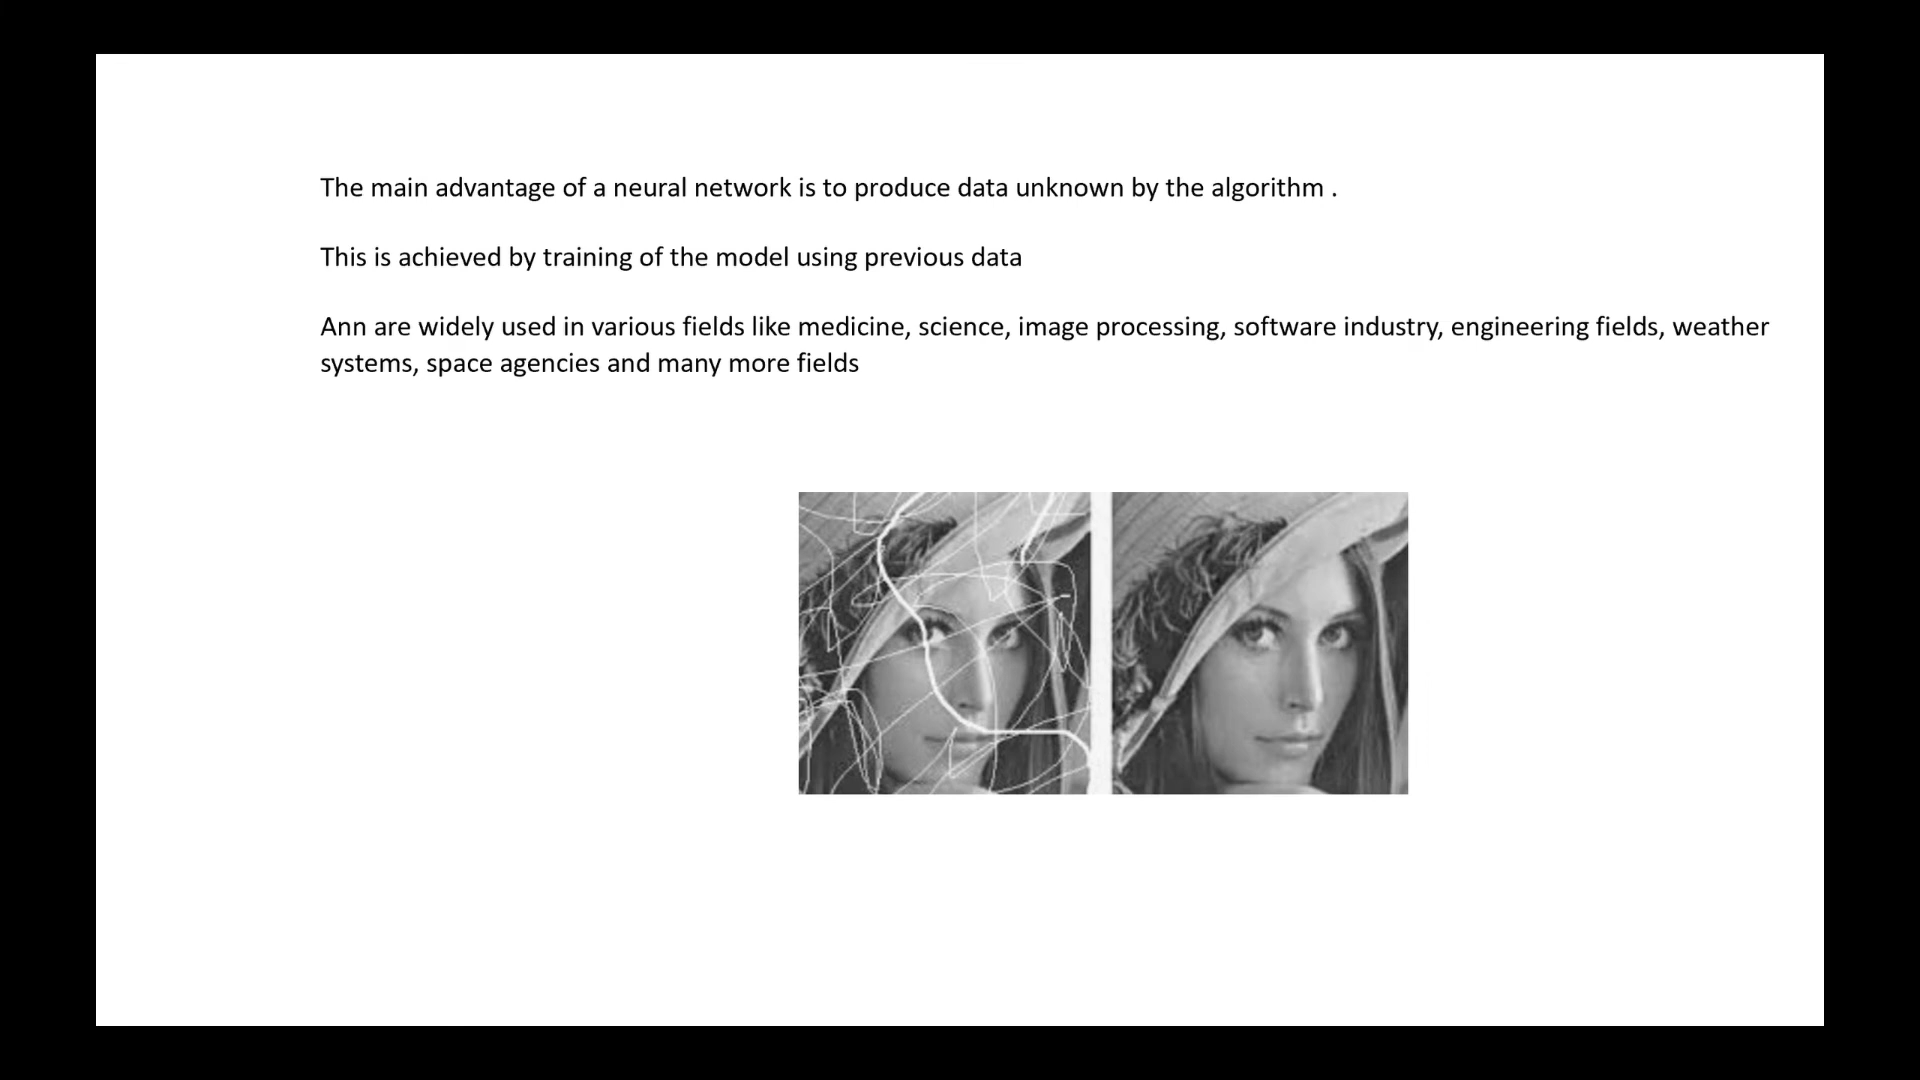 The main advantage of a neural network is to produce data unknown by the algorithm .
This is achieved by training of the model using previous data
Ann are widely used in various fields like medicine, science, image processing, software industry, engineering fields, weather
systems, space agencies and many more fields